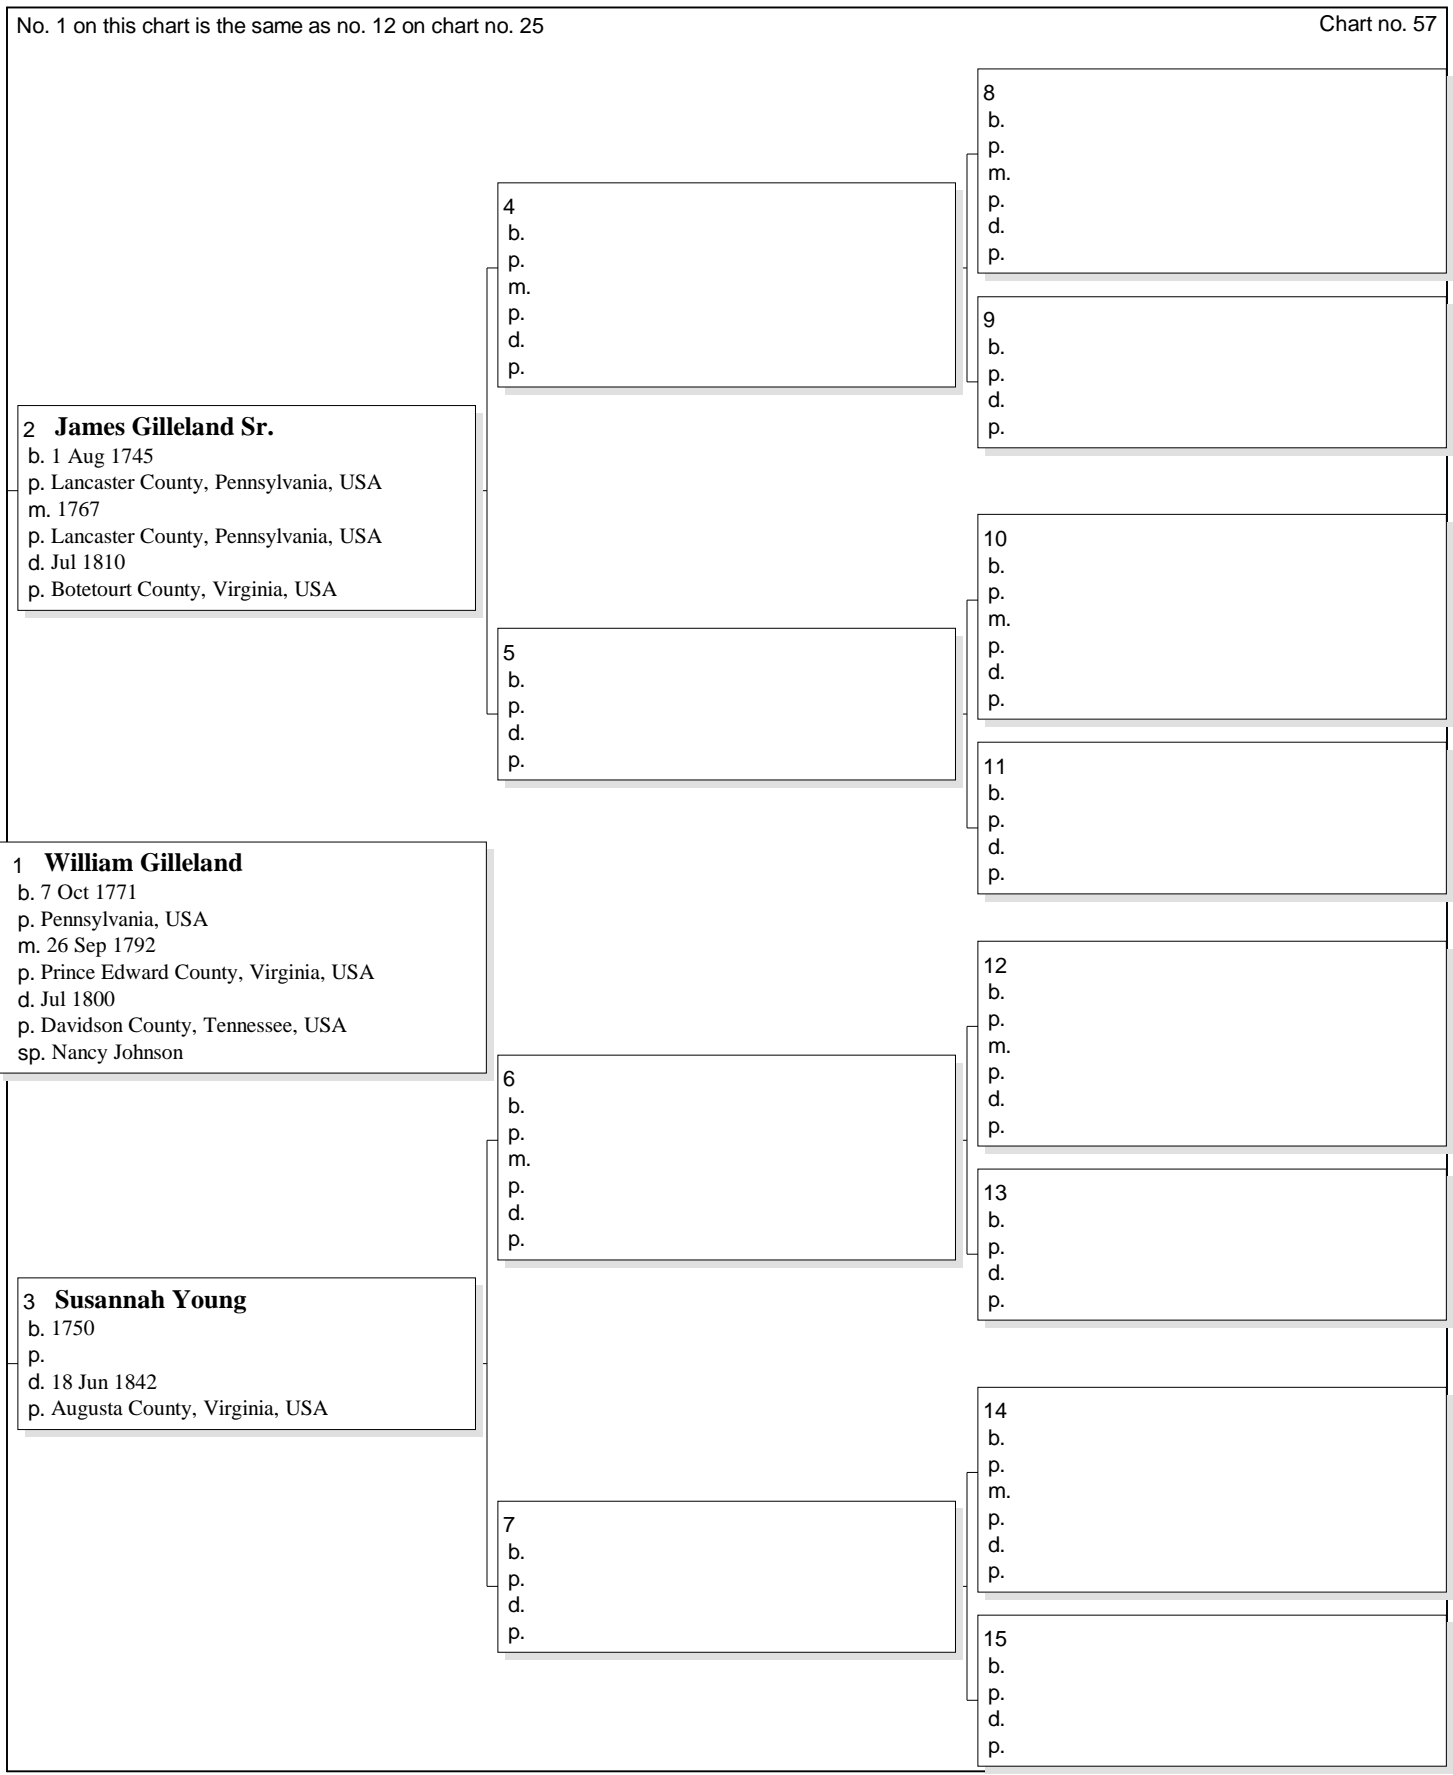 No. 1 on this chart is the same as no. 12 on chart no. 25
Chart no. 57
8
b.
p.
m.
p.
d.
p.
4
b.
p.
m.
p.
d.
p.
9
b.
p.
d.
p.
2 James Gilleland Sr.
b. 1 Aug 1745
p. Lancaster County, Pennsylvania, USA
m. 1767
p. Lancaster County, Pennsylvania, USA
d. Jul 1810
p. Botetourt County, Virginia, USA
10
b.
p.
m.
p.
d.
p.
5
b.
p.
d.
p.
11
b.
p.
d.
p.
1 William Gilleland
b. 7 Oct 1771
p. Pennsylvania, USA
m. 26 Sep 1792
p. Prince Edward County, Virginia, USA
d. Jul 1800
p. Davidson County, Tennessee, USA
sp. Nancy Johnson
12
b.
p.
m.
p.
d.
p.
6
b.
p.
m.
p.
d.
p.
13
b.
p.
d.
p.
3 Susannah Young
b. 1750
p.
d. 18 Jun 1842
p. Augusta County, Virginia, USA
14
b.
p.
m.
p.
d.
p.
7
b.
p.
d.
p.
15
b.
p.
d.
p.